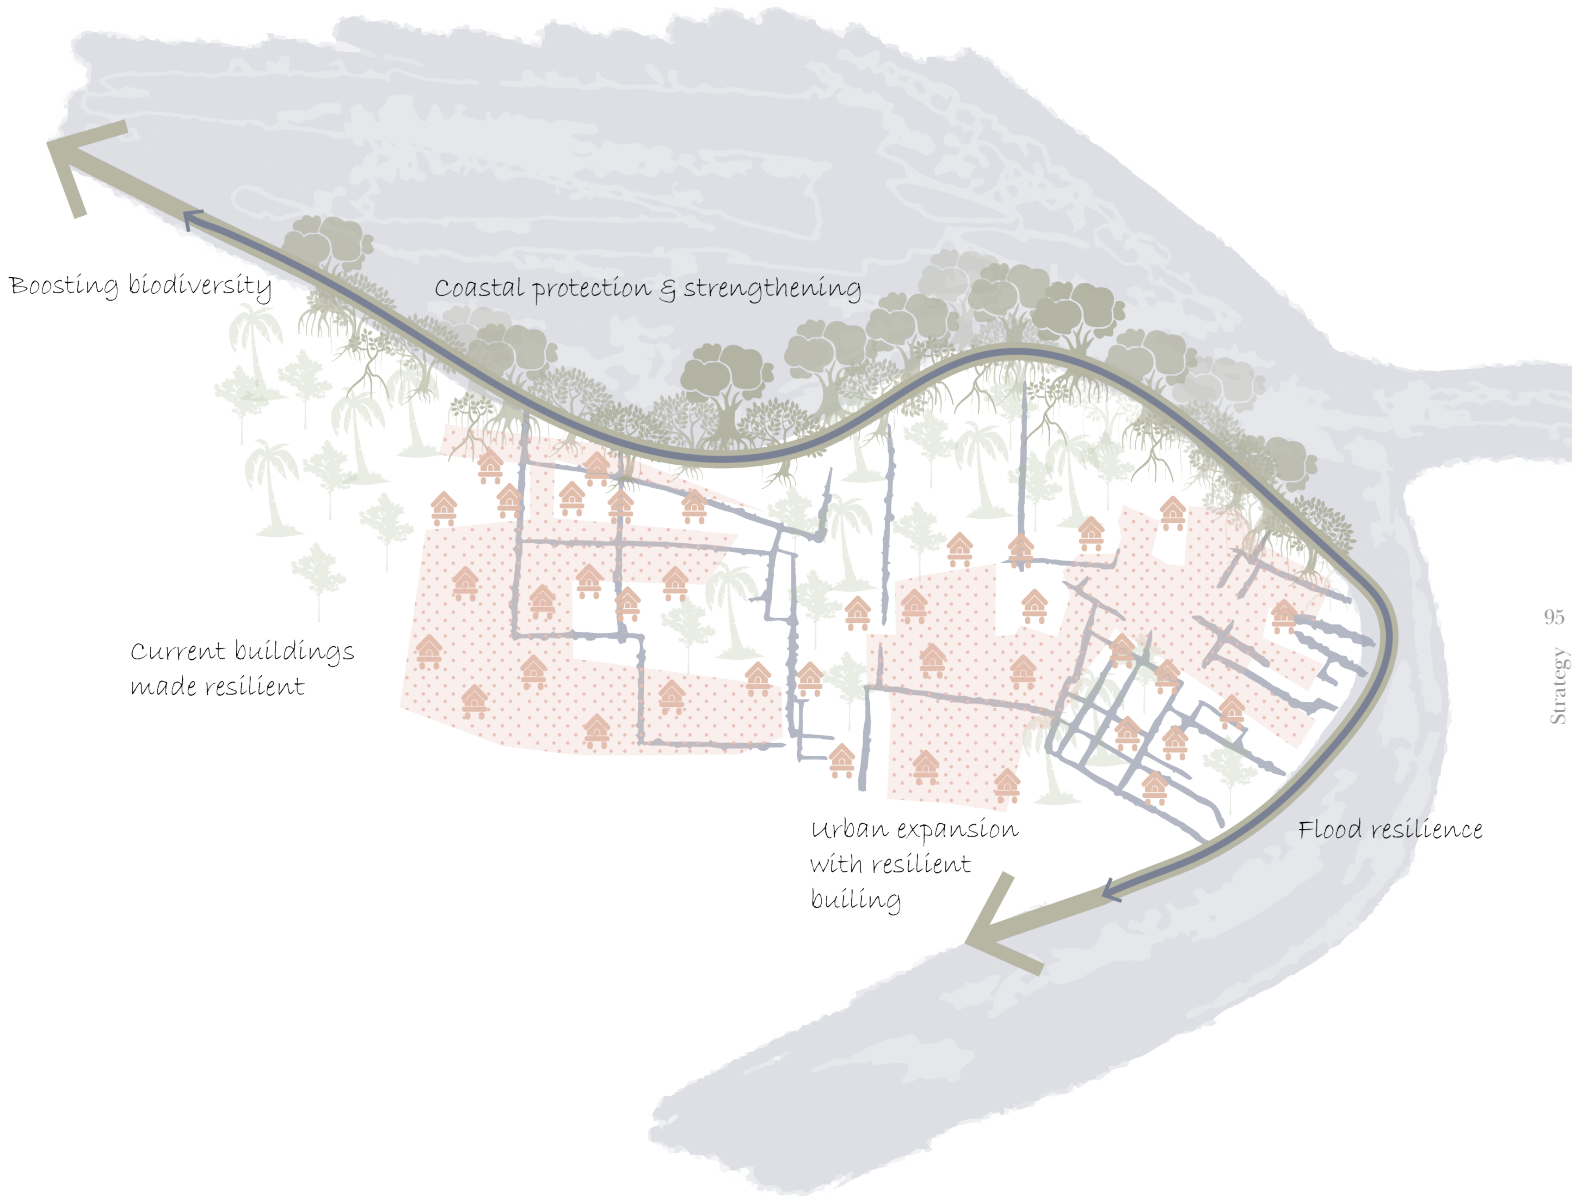 Boosting biodiversity
Coastal protection & strengthening
Current buildings
made resilient
Urban expansion
with resilient
builing
Flood resilience
95
Strategy